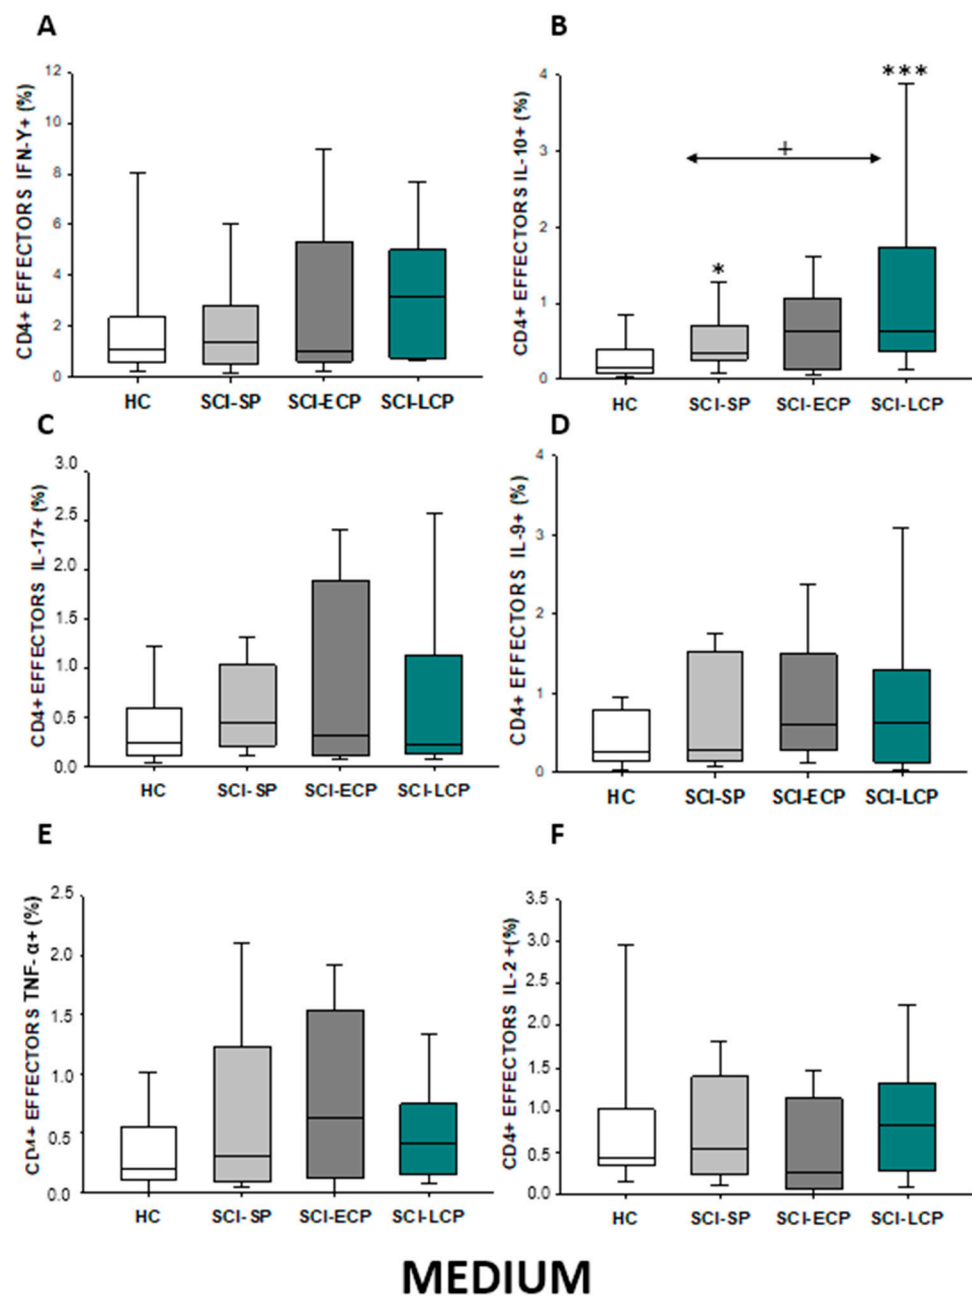 A
CD4+ EFFECTORS IFN-Y+ (%)
12
10
8
6
4
2
0
HC SCI-SP SCI-ECP SCI-LCP
B
CD4+ EFFECTORS IL-10+ (%)
4
3
2
1
0
***
+
*
HC SCI-SP SCI-ECP SCI-LCP
C
CD4+ EFFECTORS IL-17+ (%)
3.0
2.5
2.0
1.5
1.0
0.5
0.0
HC SCI-SP SCI-ECP SCI-LCP
D
CD4+ EFFECTORS IL-9+ (%)
4
3
2
1
0
HC SCI-SP SCI-ECP SCI-LCP
E
CD4+ EFFECTORS TNF- α+ (%)
2.5
2.0
1.5
1.0
0.5
0.0
HC SCI-SP SCI-ECP SCI-LCP
F
CD4+ EFFECTORS IL-2 +(%)
3.5
3.0
2.5
2.0
1.5
1.0
0.5
0.0
HC SCI-SP SCI-ECP SCI-LCP
MEDIUM